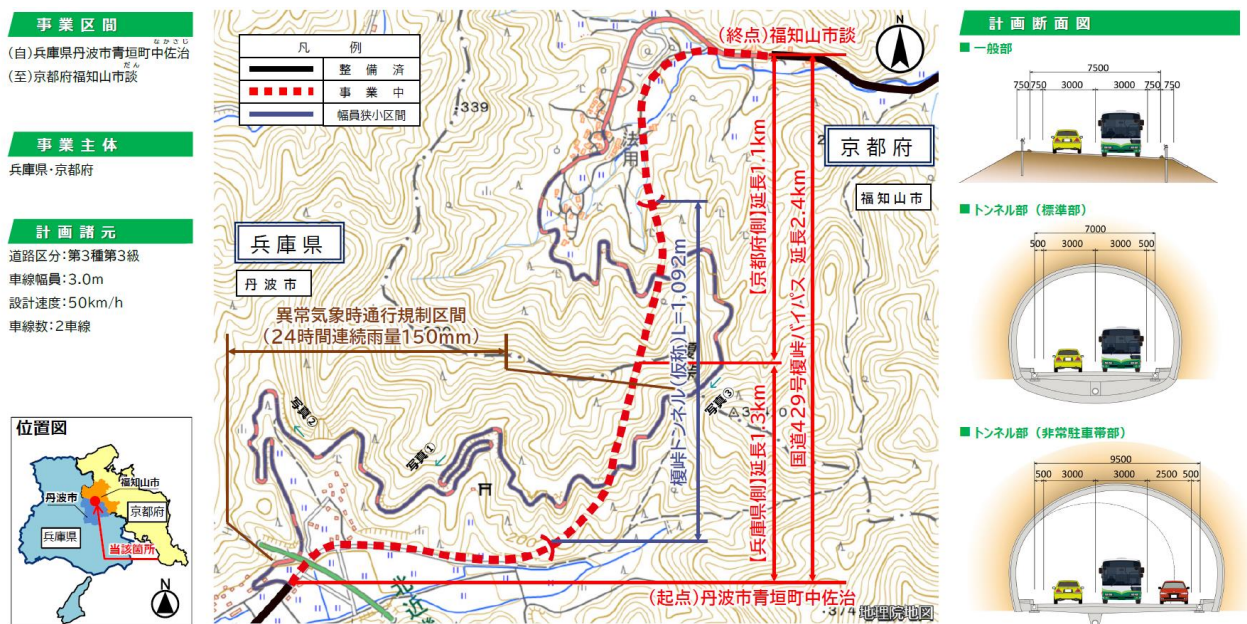 事業区間
(自)兵庫県丹波市青垣町中佐治
なかさじ
(至)京都府福知山市談
だん
事業主体
兵庫県・京都府
計画諸元
道路区分:第3種第3級
車線幅員:3.0m
設計速度:50km/h
車線数:2車線
位置図
福知山市
丹波市
京都府
兵庫県
当該箇所
N
凡例
整備済
事業中
幅員狭小区間
(終点)福知山市談
N
339
法用
京都府
福知山市
兵庫県
丹波市
異常気象時通行規制区間
(24時間連続雨量150mm)
写真①
写真②
写真③
榎峠トンネル(仮称)L=1,092m
【京都府側】延長1.1km
【兵庫県側】延長1.3km
国道429号榎峠バイパス 延長2.4km
200
北近
(起点)丹波市青垣町中佐治
地理院地図
計画断面図
■一般部
7500
750 750 3000 3000 750 750
■トンネル部(標準部)
7000
500 3000 3000 500
■トンネル部(非常駐車帯部)
9500
500 3000 3000 2500 500